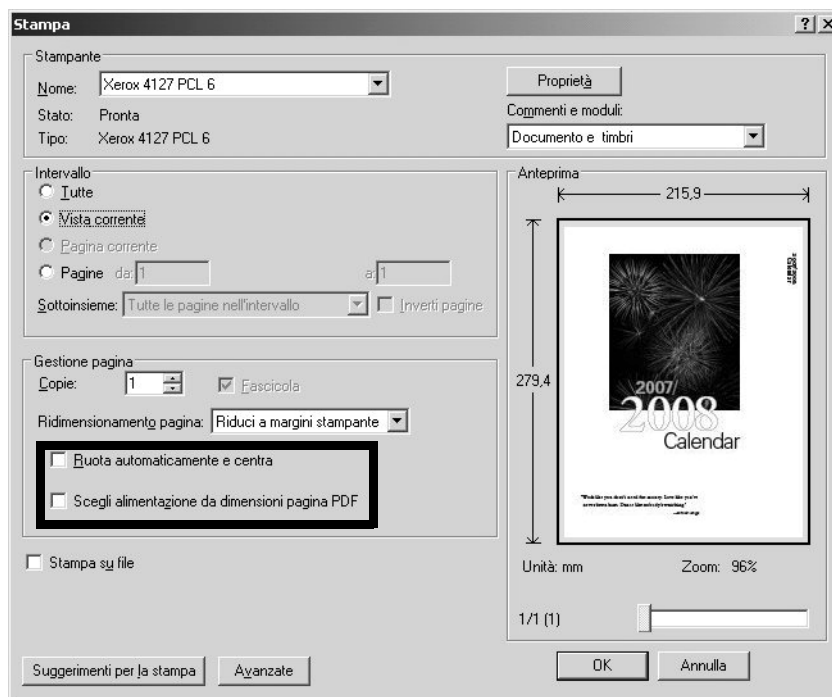 Stampa
Stampante
Nome: Xerox 4127 PCL 6
Proprietà
Stato: Pronta
Commenti e moduli:
Tipo: Xerox 4127 PCL 6
Documento e timbri
Intervallo
Tutte
Vista corrente
Pagina corrente
Pagine da: 1 a: 1
Sottoinsieme: Tutte le pagine nell'intervallo Inverti pagine
Gestione pagina
Copie: 1 Fascicola
Ridimensionamento pagina: Riduci a margini stampante
Ruota automaticamente e centra
Scegli alimentazione da dimensioni pagina PDF
Stampa su file
Suggerimenti per la stampa Avanzate
Anteprima
215,9
279,4
2007/
2008
Calendar
Unità: mm Zoom: 96%
1/1 (1)
OK Annulla